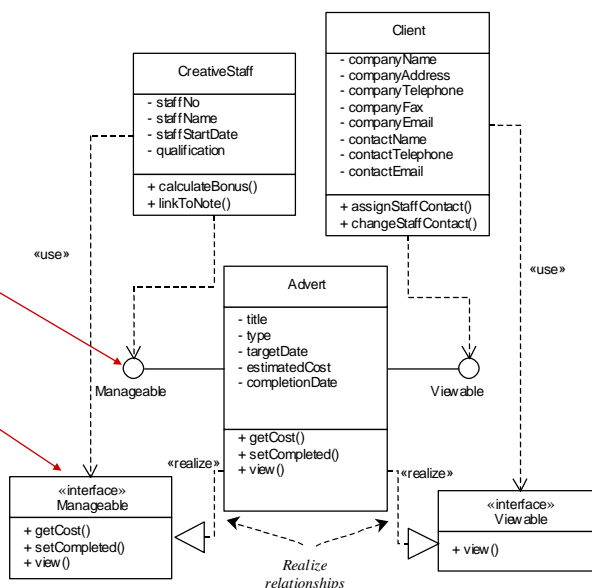 Client
- companyName
- companyAddress
- companyTelephone
- companyFax
- companyEmail
- contactName
- contactTelephone
- contactEmail
+ assignStaffContact()
+ changeStaffContact()
CreativeStaff
- staffNo
- staffName
- staffStartDate
- qualification
+ calculateBonus()
+ linkToNote()
«use»
«use»
Advert
- title
- type
- targetDate
- estimatedCost
- completionDate
+ getCost()
+ setCompleted()
+ view()
Manageable
Viewable
«realize»
«realize»
«interface»
Manageable
+ getCost()
+ setCompleted()
+ view()
«interface»
Viewable
+ view()
Realize
relationships